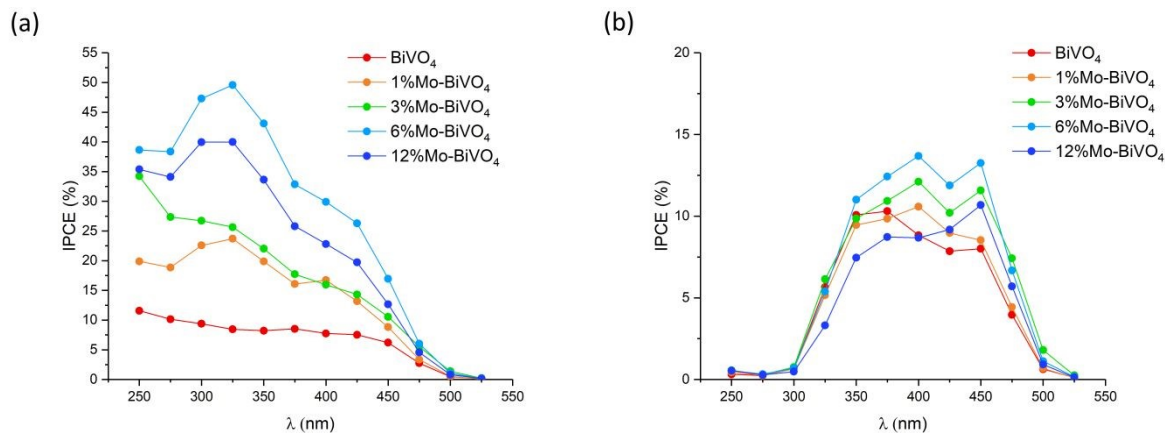 (a)
55
50
45
40
35
30
25
20
15
10
5
0
IPCE (%)
250 300 350 400 450 500 550
λ (nm)
BiVO₄
1%Mo-BiVO₄
3%Mo-BiVO₄
6%Mo-BiVO₄
12%Mo-BiVO₄
(b)
20
15
10
5
0
IPCE (%)
250 300 350 400 450 500 550
λ (nm)
BiVO₄
1%Mo-BiVO₄
3%Mo-BiVO₄
6%Mo-BiVO₄
12%Mo-BiVO₄